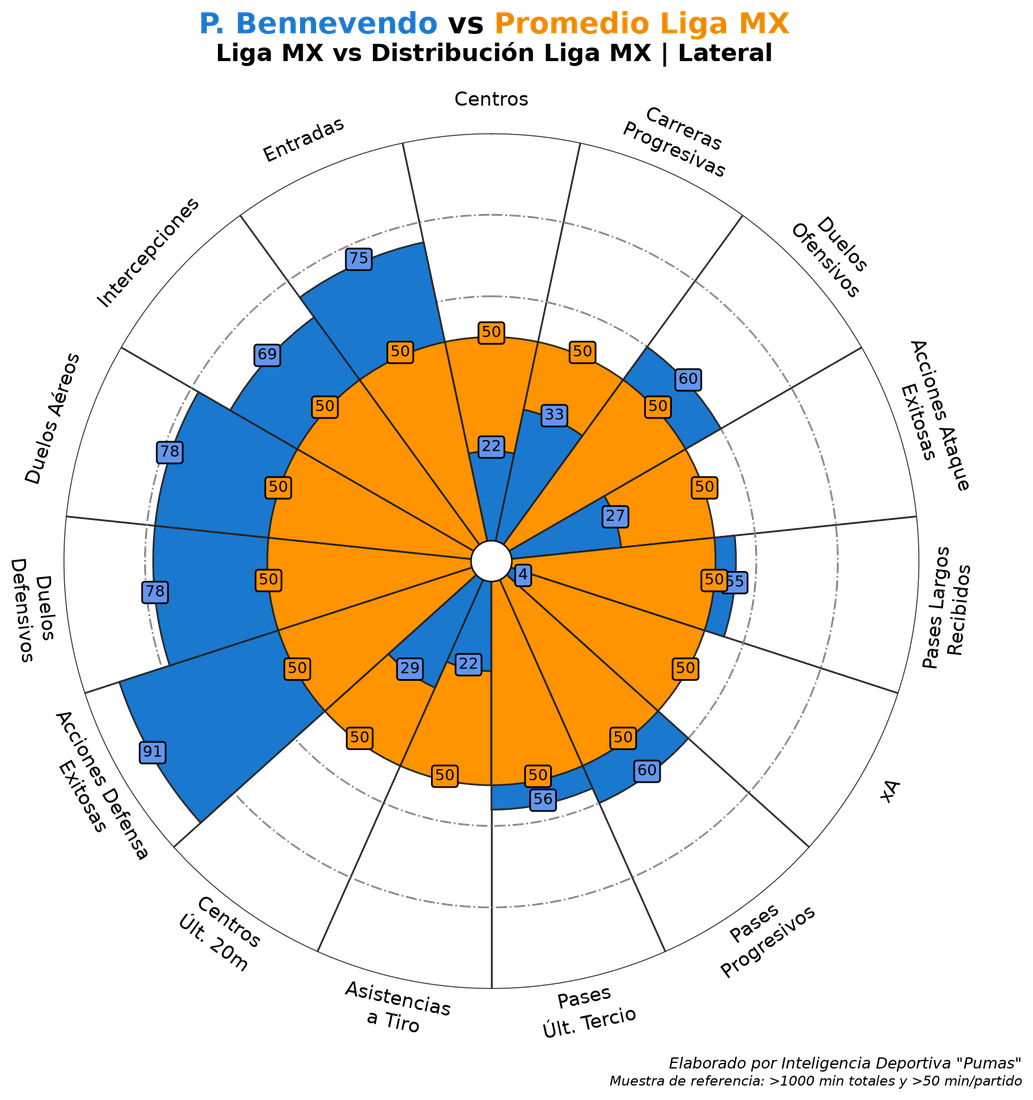 P. Bennevendo vs Promedio Liga MX
Liga MX vs Distribución Liga MX | Lateral
Centros
Carreras
Progresivas
Duelos
Ofensivos
Acciones Ataque
Exitosas
Pases Largos
Recibidos
xA
Pases
Progresivos
Pases
Últ. Tercio
Asistencias
a Tiro
Centros
Últ. 20m
Acciones Defensa
Exitosas
Duelos
Defensivos
Duelos Aéreos
Intercepciones
Entradas
50
22
50
33
50
60
50
27
50
55
50
4
50
60
50
56
50
22
50
29
50
91
50
78
50
78
50
69
50
75
Elaborado por Inteligencia Deportiva "Pumas"
Muestra de referencia: >1000 min totales y >50 min/partido